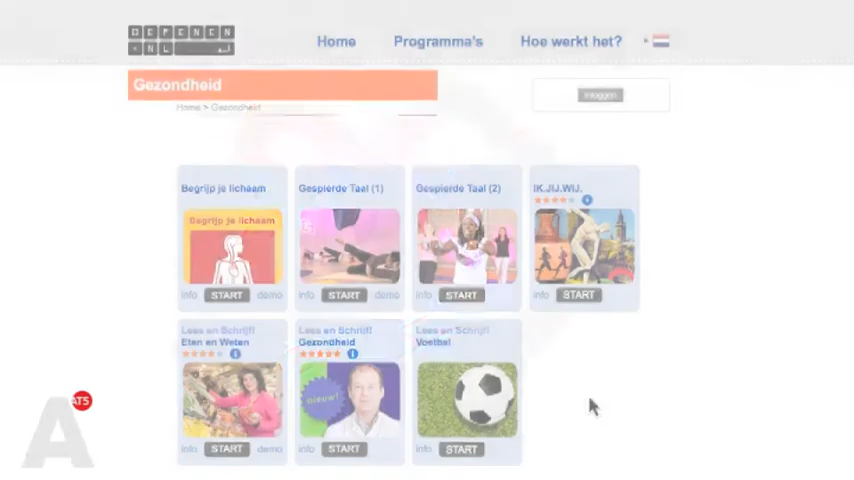 OEFENEN
.NL
Home
Programma's
Hoe werkt het?
Gezondheid
Home > Gezondheid
Inloggen
Begrijp je lichaam
Gespierde Taal (1)
Gespierde Taal (2)
IK.JIJ.WIJ.
Begrijp je lichaam
info START demo
info START demo
info START
info START
Lees en Schrijf!
Eten en Weten
Lees en Schrijf!
Gezondheid
Lees en Schrijf!
Voetbal
nieuw!
info START demo
info START
info START
A
AT5